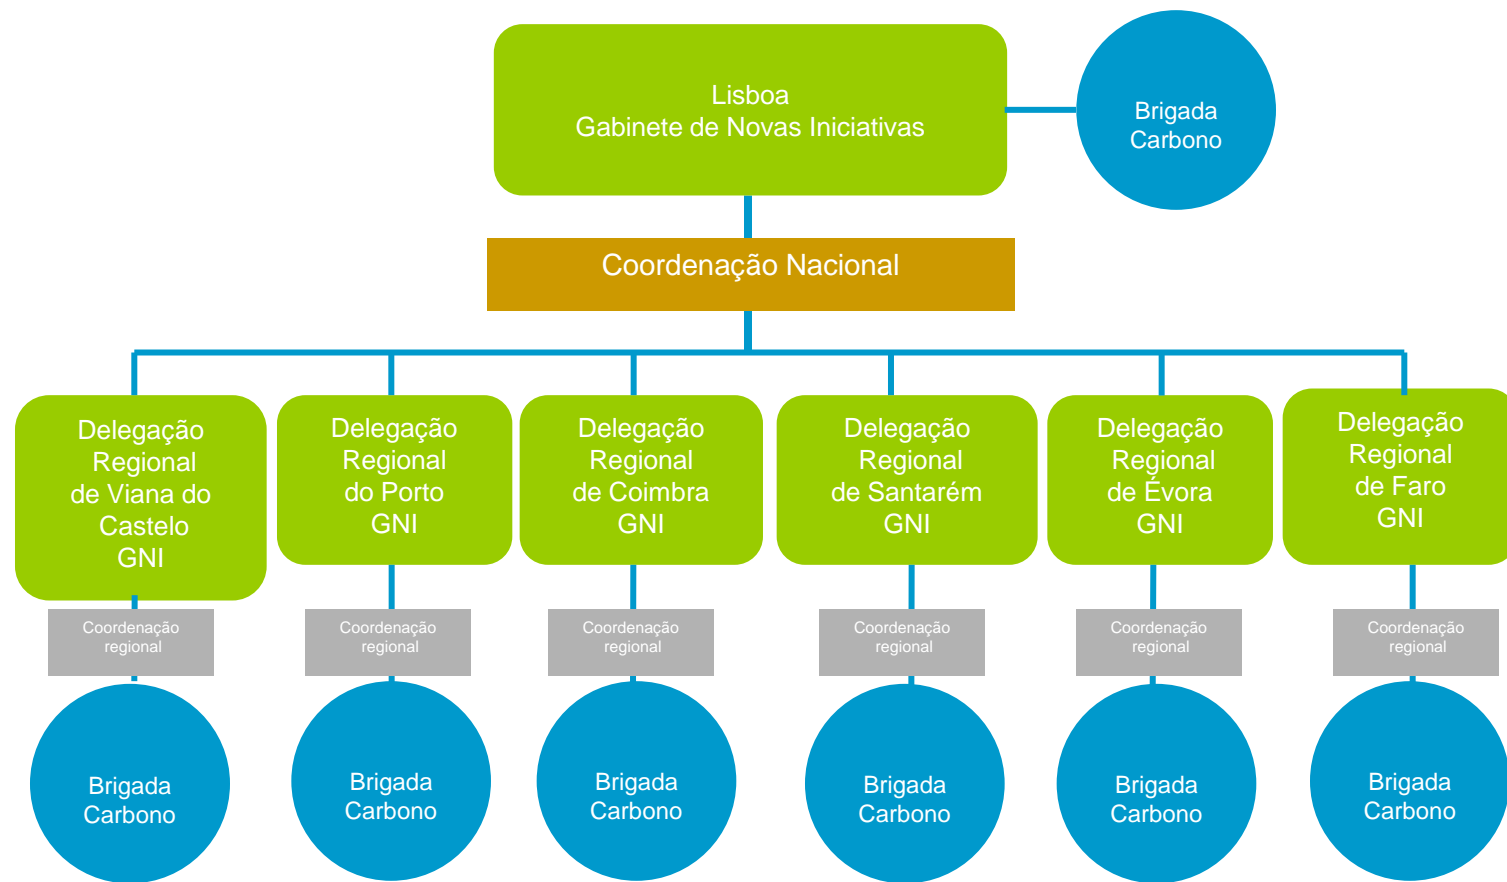 Lisboa
Gabinete de Novas Iniciativas
Brigada
Carbono
Coordenação Nacional
Delegação
Regional
de Viana do
Castelo
GNI
Delegação
Regional
do Porto
GNI
Delegação
Regional
de Coimbra
GNI
Delegação
Regional
de Santarém
GNI
Delegação
Regional
de Évora
GNI
Delegação
Regional
de Faro
GNI
Coordenação
regional
Coordenação
regional
Coordenação
regional
Coordenação
regional
Coordenação
regional
Coordenação
regional
Brigada
Carbono
Brigada
Carbono
Brigada
Carbono
Brigada
Carbono
Brigada
Carbono
Brigada
Carbono